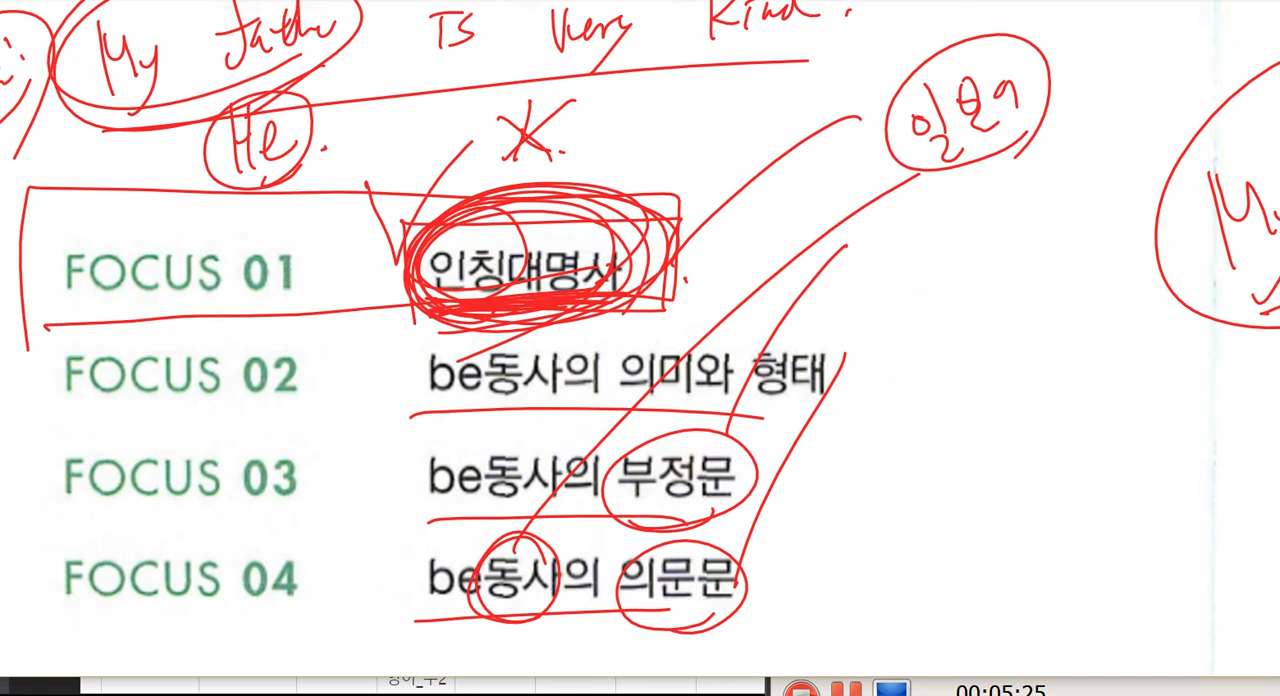 My father Is Very Kind.
He.
X.
FOCUS 01 인칭대명사
FOCUS 02 be동사의 의미와 형태
FOCUS 03 be동사의 부정문
FOCUS 04 be동사의 의문문
00:05:25